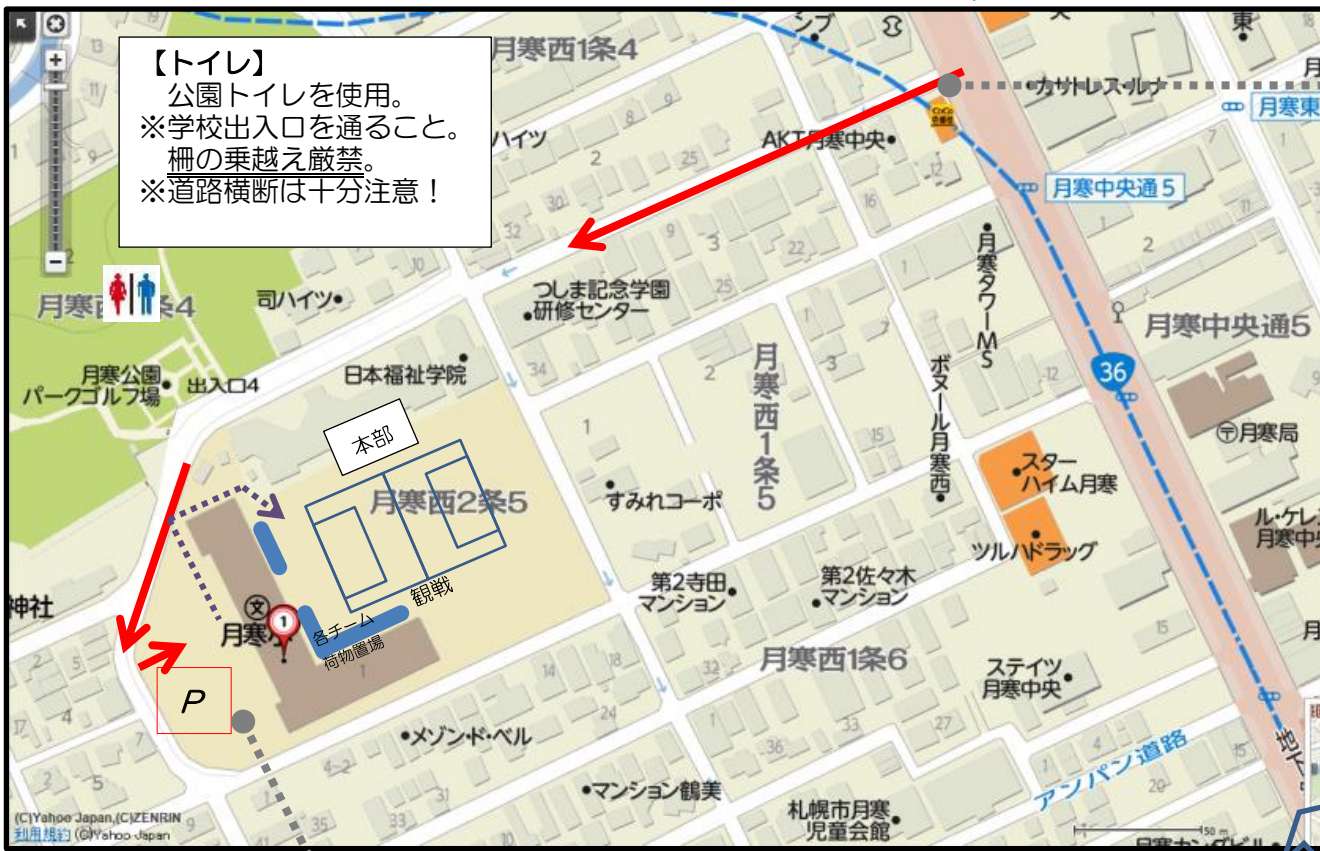 【トイレ】
公園トイレを使用。
※学校出入口を通ること。
柵の乗越え厳禁。
※道路横断は十分注意！
月寒西1条4
ハイツ
AKT月寒中央
CoCo壱番屋
カサトレス・ルナ
東
月寒東
月寒中央通5
月寒タワーMS
つしま記念学園
研修センター
司ハイツ
月寒公園
パークゴルフ場
出入口4
日本福祉学院
本部
月寒西2条5
月寒西1条5
ボヌール月寒西
36
月寒中央通5
〒月寒局
スター
ハイム月寒
ツルハドラッグ
すみれコーポ
観戦
各チーム
荷物置場
神社
文
1
P
第2寺田
マンション
第2佐々木
マンション
月寒西1条6
ステイツ
月寒中央
メゾン・ド・ベル
マンション鶴美
札幌市月寒
児童会館
アンパン道路
50 m
(C)Yahoo Japan,(C)ZENRIN
利用規約 (C)Yahoo Japan